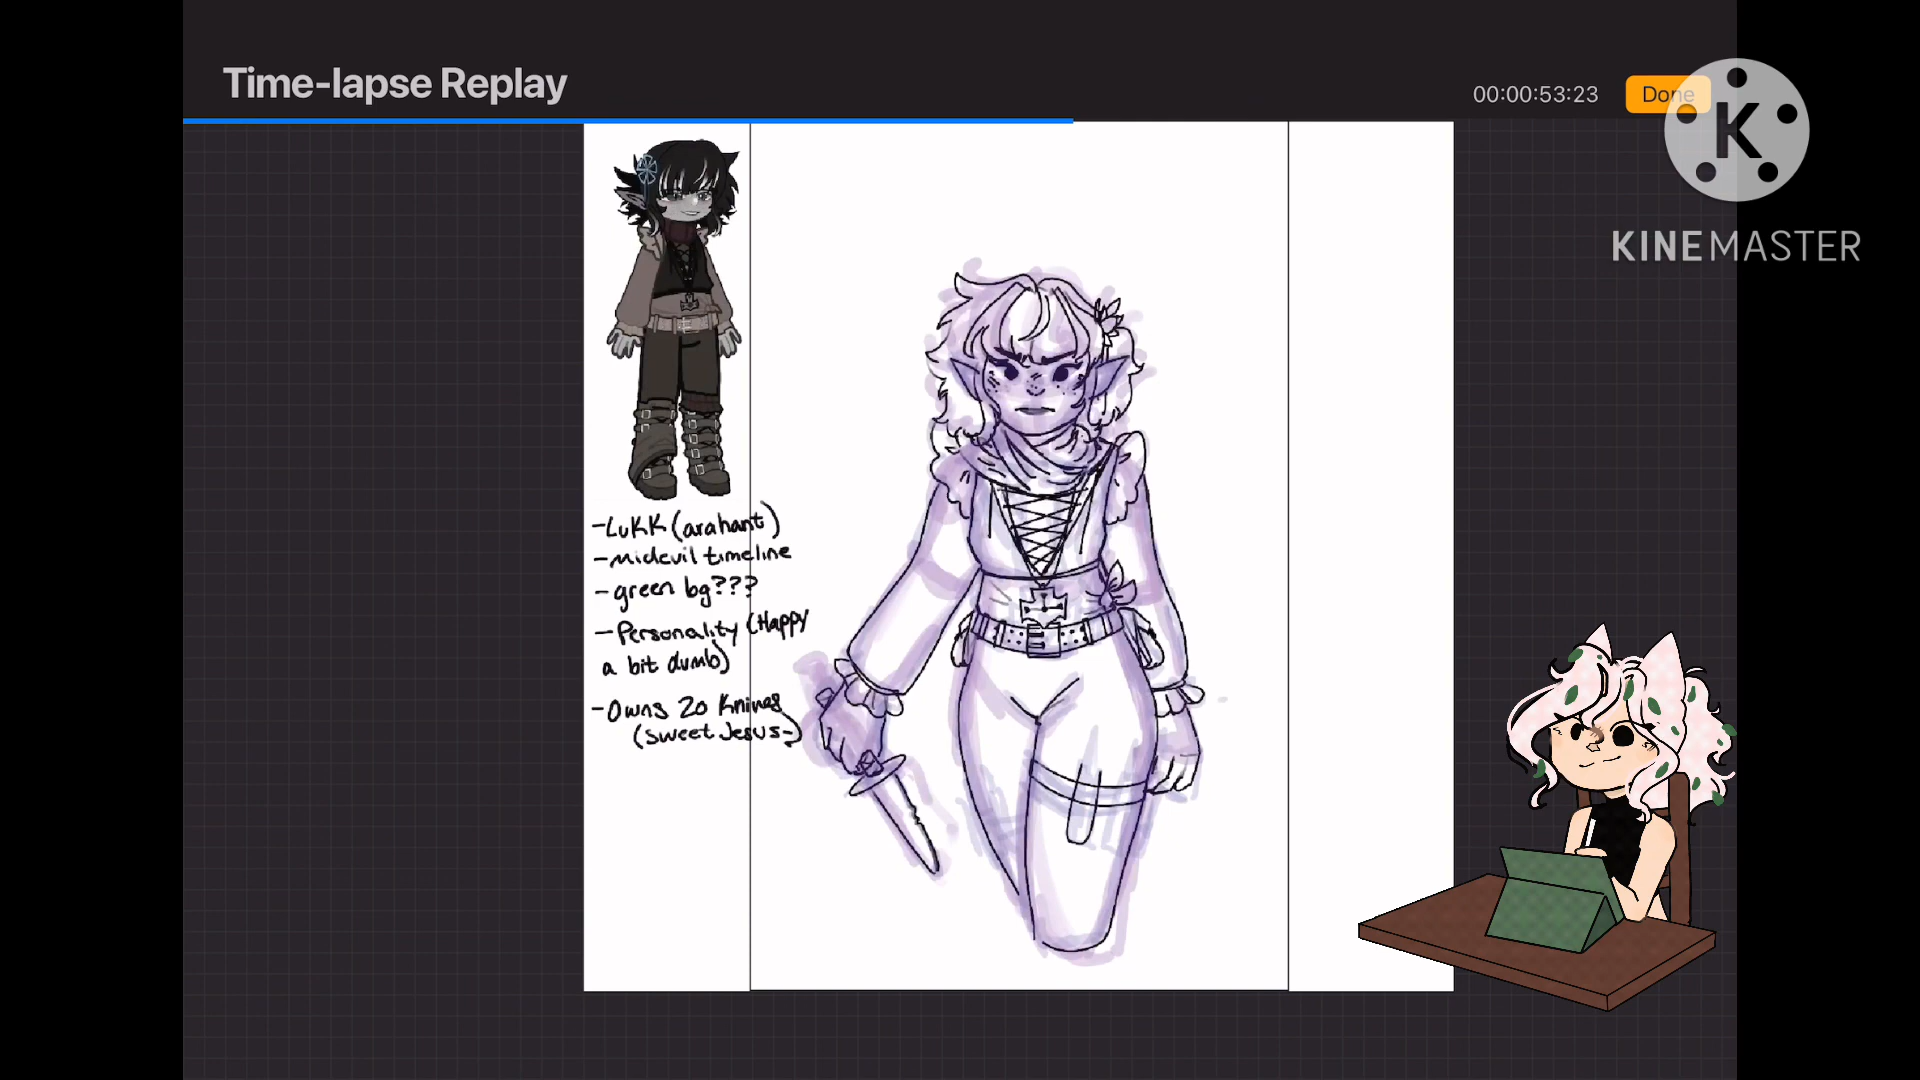 Time-lapse Replay
00:00:53:23
Done
K
KINEMASTER
-LuKK (arahant)
-midevil timeline
- green bg???
-Personality (Happy
a bit dumb)
-Owns 20 Knives
(sweet Jesus-)